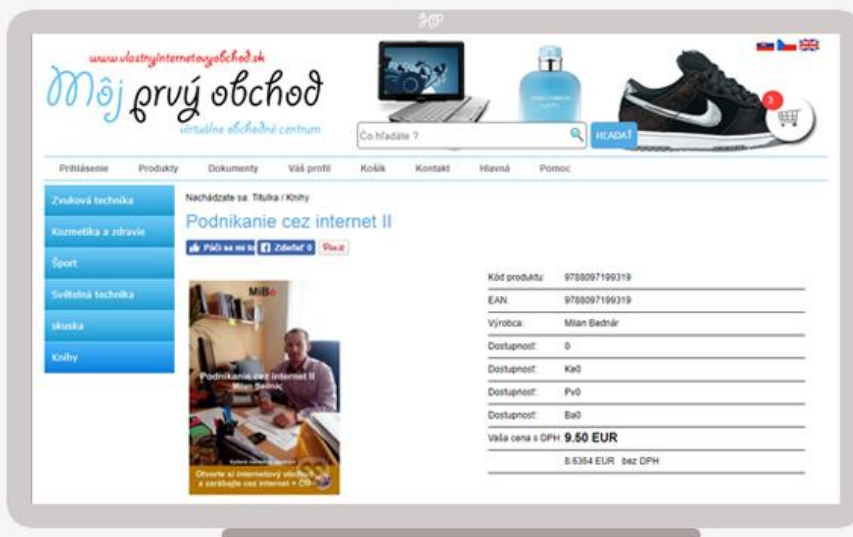 www.vlastnyinternetovyobchod.sk
Môj prvý obchod
virtuálne obchodné centrum
Čo hľadáte ?
HĽADAŤ
3
Prihlásenie Produkty Dokumenty Váš profil Košík Kontakt Hlavná Pomoc
Zvuková technika
Kozmetika a zdravie
Šport
Světelná technika
skuska
Knihy
Nachádzate sa: Titulka / Knihy
Podnikanie cez internet II
Páči sa mi to
Zdieľať 0
Pin it
MiBo
Podnikanie cez internet II
Milan Bednár
Otvorte si internetový obchod
a zarábajte cez internet + CD
Kód produktu: 9788097199319
EAN: 9788097199319
Výrobca: Milan Bednár
Dostupnosť: 0
Dostupnosť: Ke0
Dostupnosť: Pv0
Dostupnosť: Ba0
Vaša cena s DPH: 9.50 EUR
8.6364 EUR bez DPH